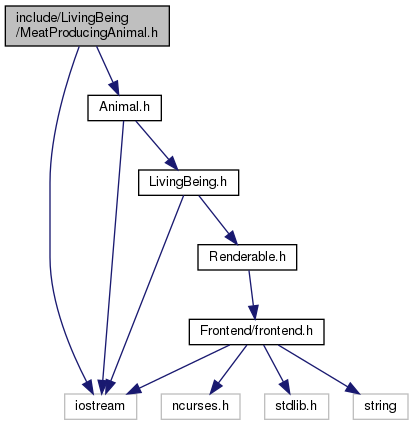 include/LivingBeing
/MeatProducingAnimal.h
Animal.h
LivingBeing.h
Renderable.h
Frontend/frontend.h
iostream
ncurses.h
stdlib.h
string